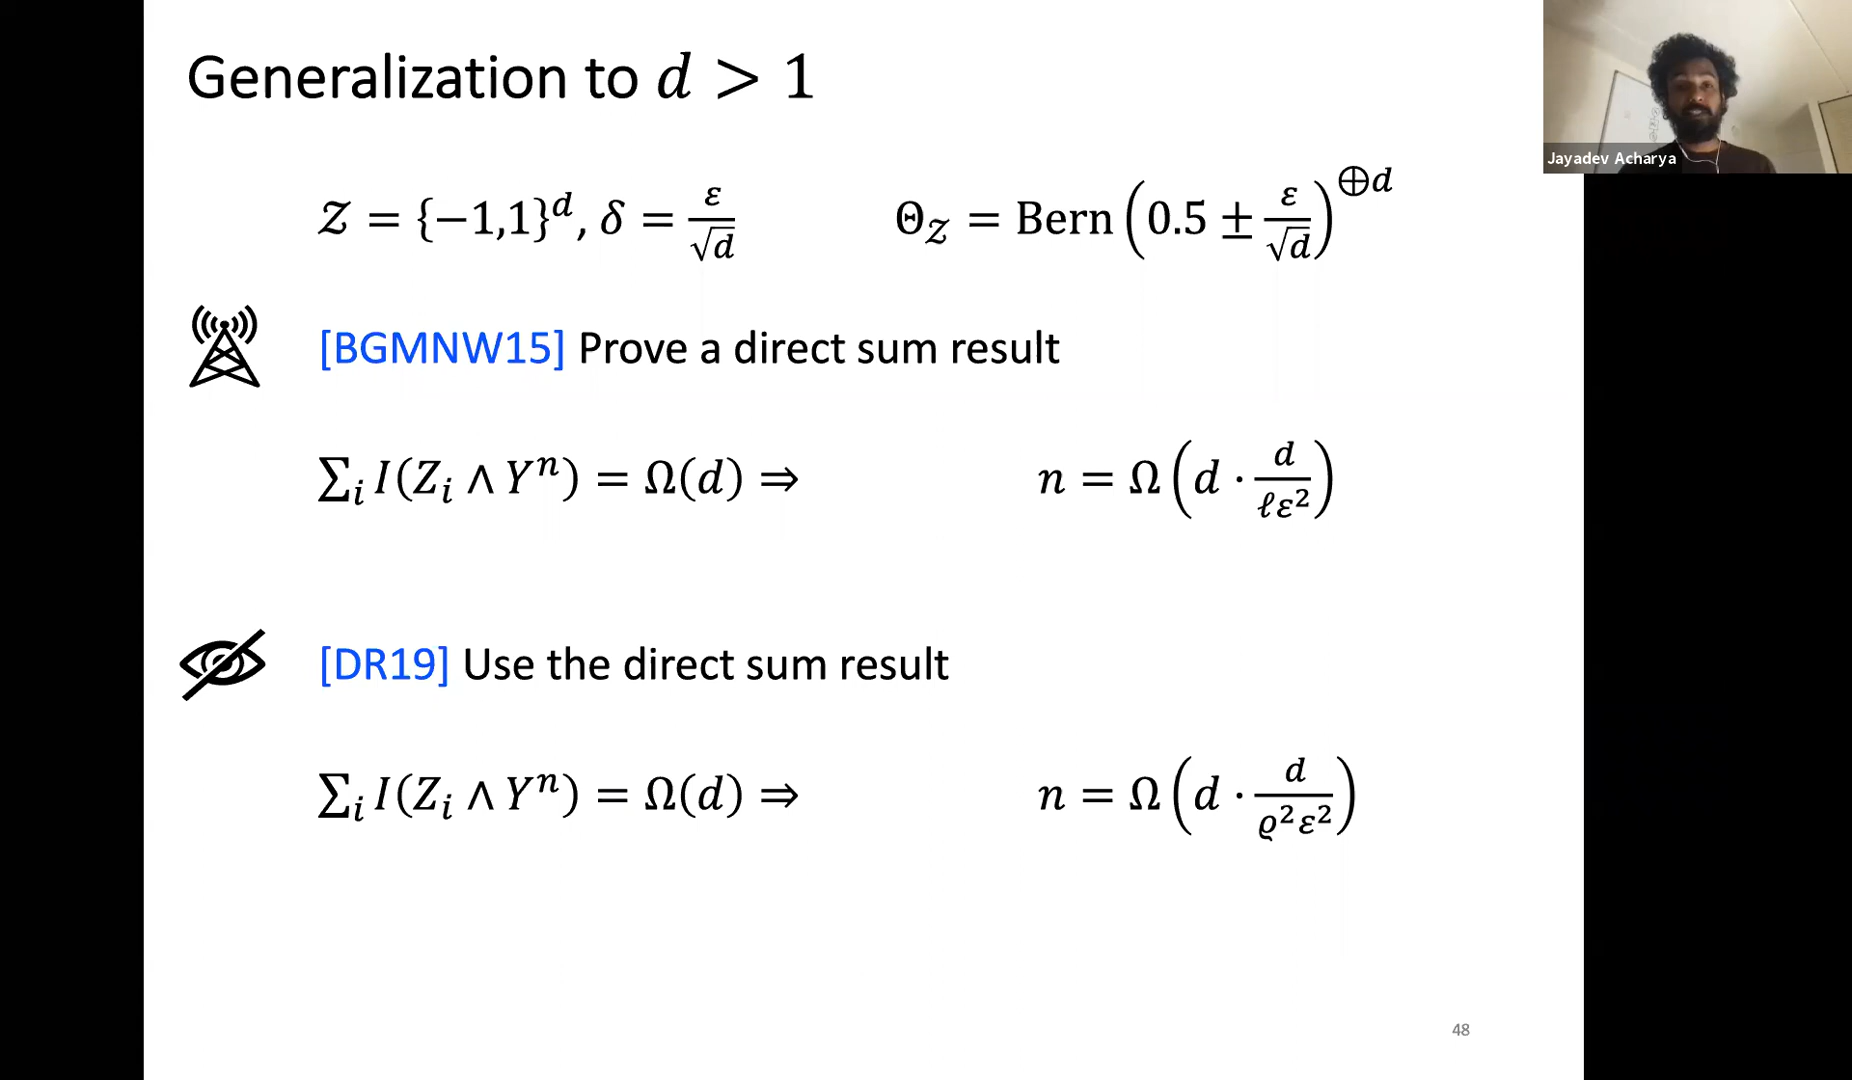 Generalization to d > 1
𝒵 = {−1,1}^d, δ = ε/√d    Θ_𝒵 = Bern(0.5 ± ε/√d)^{⊕d}
[BGMNW15] Prove a direct sum result
∑_i I(Z_i ∧ Y^n) = Ω(d) ⇒    n = Ω(d · d/(ℓε²))
[DR19] Use the direct sum result
∑_i I(Z_i ∧ Y^n) = Ω(d) ⇒    n = Ω(d · d/(ϱ²ε²))
48
Jayadev Acharya